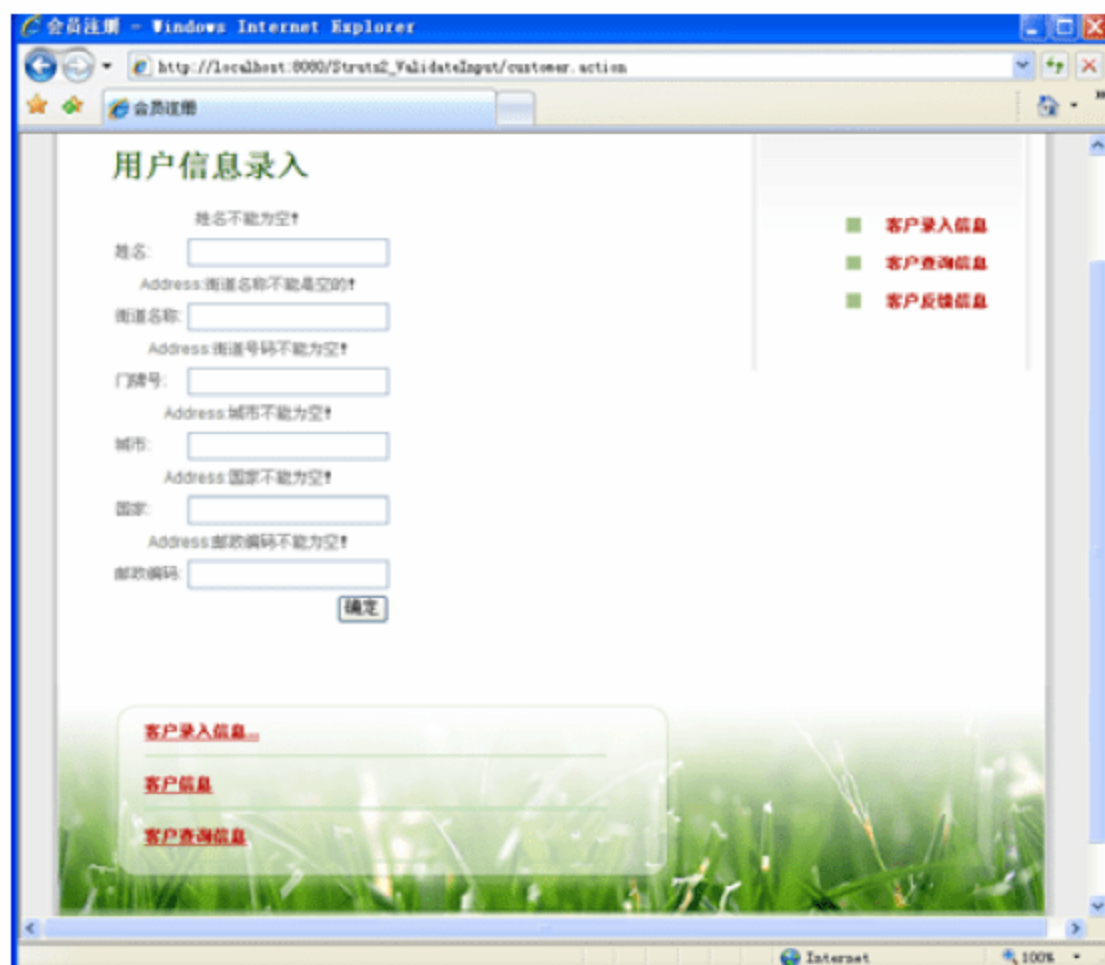 会员注册 - Windows Internet Explorer
http://localhost:8080/Struts2_ValidateInput/customer.action
会员注册
用户信息录入
姓名不能为空!
姓名:
Address:街道名称不能是空的!
街道名称:
Address:街道号码不能为空!
门牌号:
Address:城市不能为空!
城市:
Address:国家不能为空!
国家:
Address:邮政编码不能为空!
邮政编码:
确定
客户录入信息
客户查询信息
客户反馈信息
客户录入信息...
客户信息
客户查询信息
Internet
100%